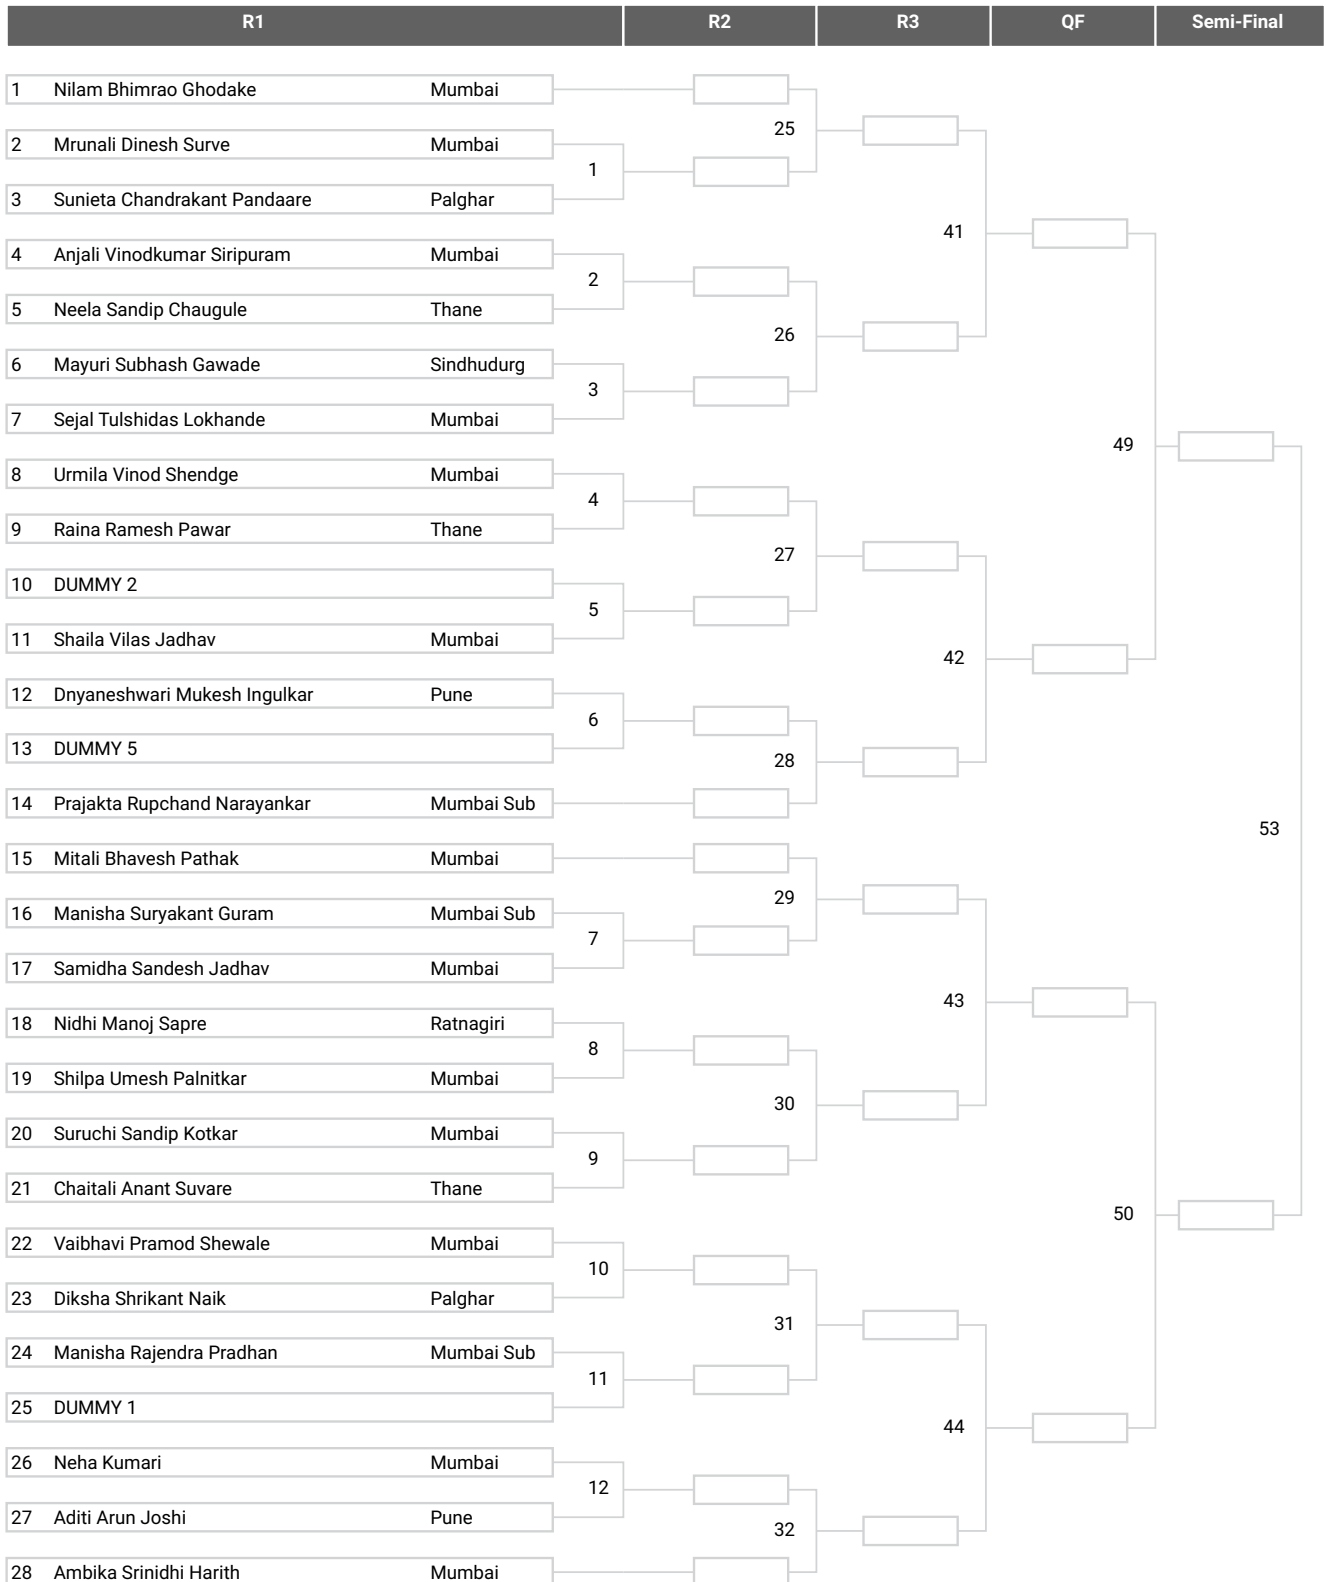 R1 R2 R3 QF Semi-Final
1 Nilam Bhimrao Ghodake Mumbai
25
2 Mrunali Dinesh Surve Mumbai
1
3 Sunieta Chandrakant Pandaare Palghar
41
4 Anjali Vinodkumar Siripuram Mumbai
2
5 Neela Sandip Chaugule Thane
26
6 Mayuri Subhash Gawade Sindhudurg
3
7 Sejal Tulshidas Lokhande Mumbai
49
8 Urmila Vinod Shendge Mumbai
4
9 Raina Ramesh Pawar Thane
27
10 DUMMY 2
5
11 Shaila Vilas Jadhav Mumbai
42
12 Dnyaneshwari Mukesh Ingulkar Pune
6
13 DUMMY 5
28
14 Prajakta Rupchand Narayankar Mumbai Sub
53
15 Mitali Bhavesh Pathak Mumbai
29
16 Manisha Suryakant Guram Mumbai Sub
7
17 Samidha Sandesh Jadhav Mumbai
43
18 Nidhi Manoj Sapre Ratnagiri
8
19 Shilpa Umesh Palnitkar Mumbai
30
20 Suruchi Sandip Kotkar Mumbai
9
21 Chaitali Anant Suvare Thane
50
22 Vaibhavi Pramod Shewale Mumbai
10
23 Diksha Shrikant Naik Palghar
31
24 Manisha Rajendra Pradhan Mumbai Sub
11
25 DUMMY 1
44
26 Neha Kumari Mumbai
12
27 Aditi Arun Joshi Pune
32
28 Ambika Srinidhi Harith Mumbai